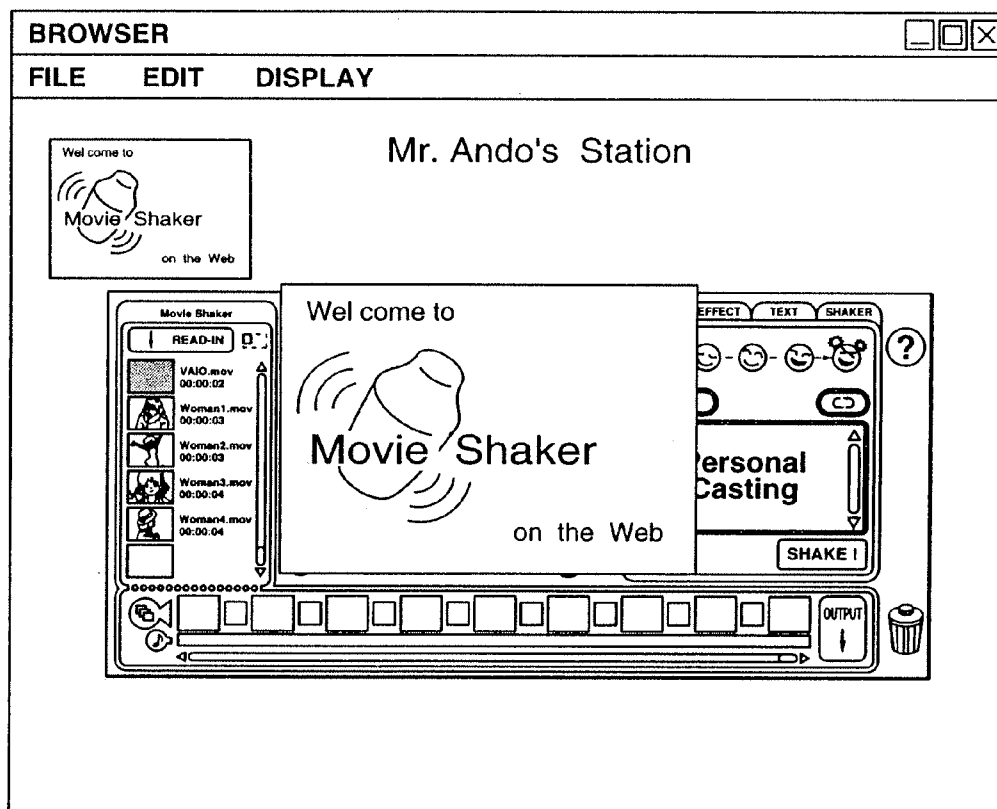 BROWSER
FILE EDIT DISPLAY
Mr. Ando's Station
Wel come to
Movie Shaker
on the Web
Movie Shaker
READ-IN
VAIO.mov
00:00:02
Woman1.mov
00:00:03
Woman2.mov
00:00:03
Woman3.mov
00:00:04
Woman4.mov
00:00:04
Wel come to
Movie Shaker
on the Web
EFFECT TEXT SHAKER
?
Casting
SHAKE !
OUTPUT